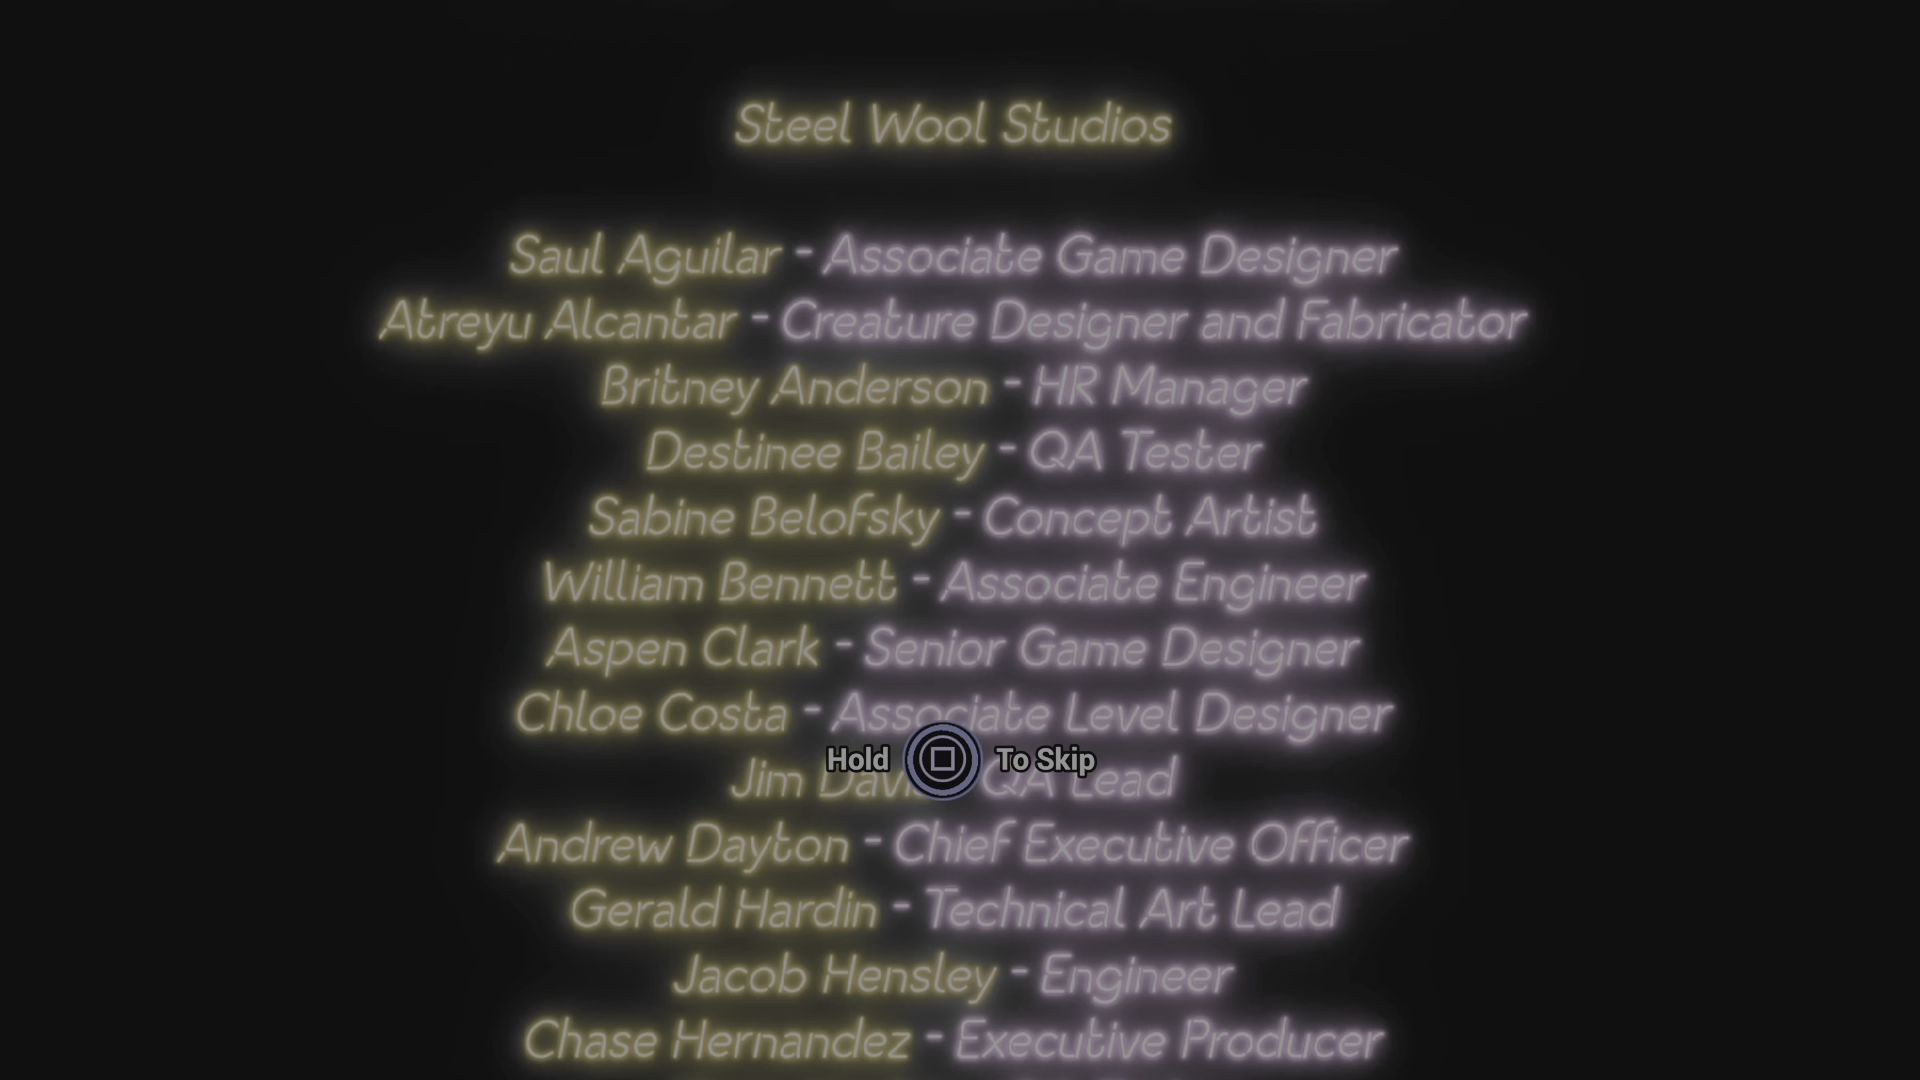 Steel Wool Studios
Saul Aguilar - Associate Game Designer
Atreyu Alcantar - Creature Designer and Fabricator
Britney Anderson - HR Manager
Destinee Bailey - QA Tester
Sabine Belofsky - Concept Artist
William Bennett - Associate Engineer
Aspen Clark - Senior Game Designer
Chloe Costa - Associate Level Designer
Hold To Skip
Jim Davis QA Lead
Andrew Dayton - Chief Executive Officer
Gerald Hardin - Technical Art Lead
Jacob Hensley - Engineer
Chase Hernandez - Executive Producer